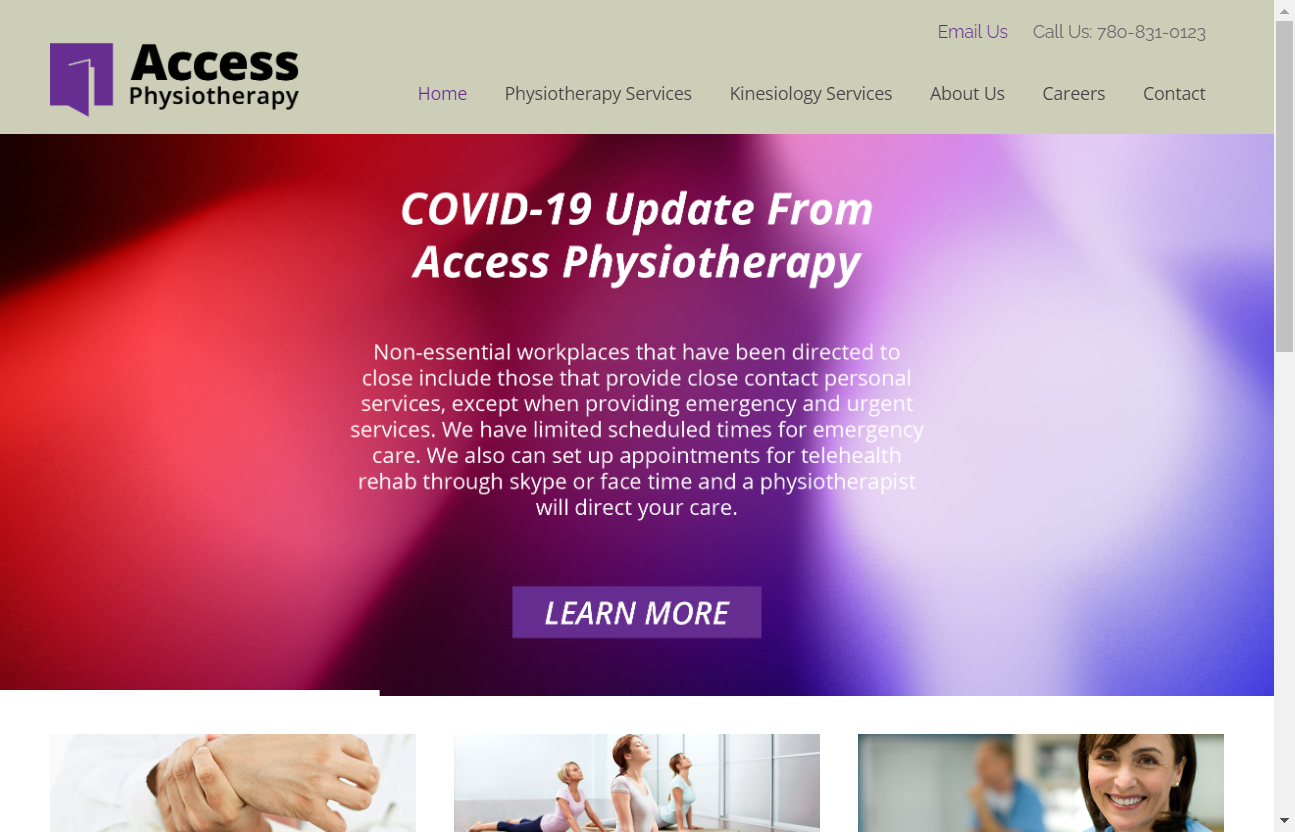 Email Us
Call Us: 780-831-0123
Access
Physiotherapy
Home
Physiotherapy Services
Kinesiology Services
About Us
Careers
Contact
COVID-19 Update From
Access Physiotherapy
Non-essential workplaces that have been directed to
close include those that provide close contact personal
services, except when providing emergency and urgent
services. We have limited scheduled times for emergency
care. We also can set up appointments for telehealth
rehab through skype or face time and a physiotherapist
will direct your care.
LEARN MORE